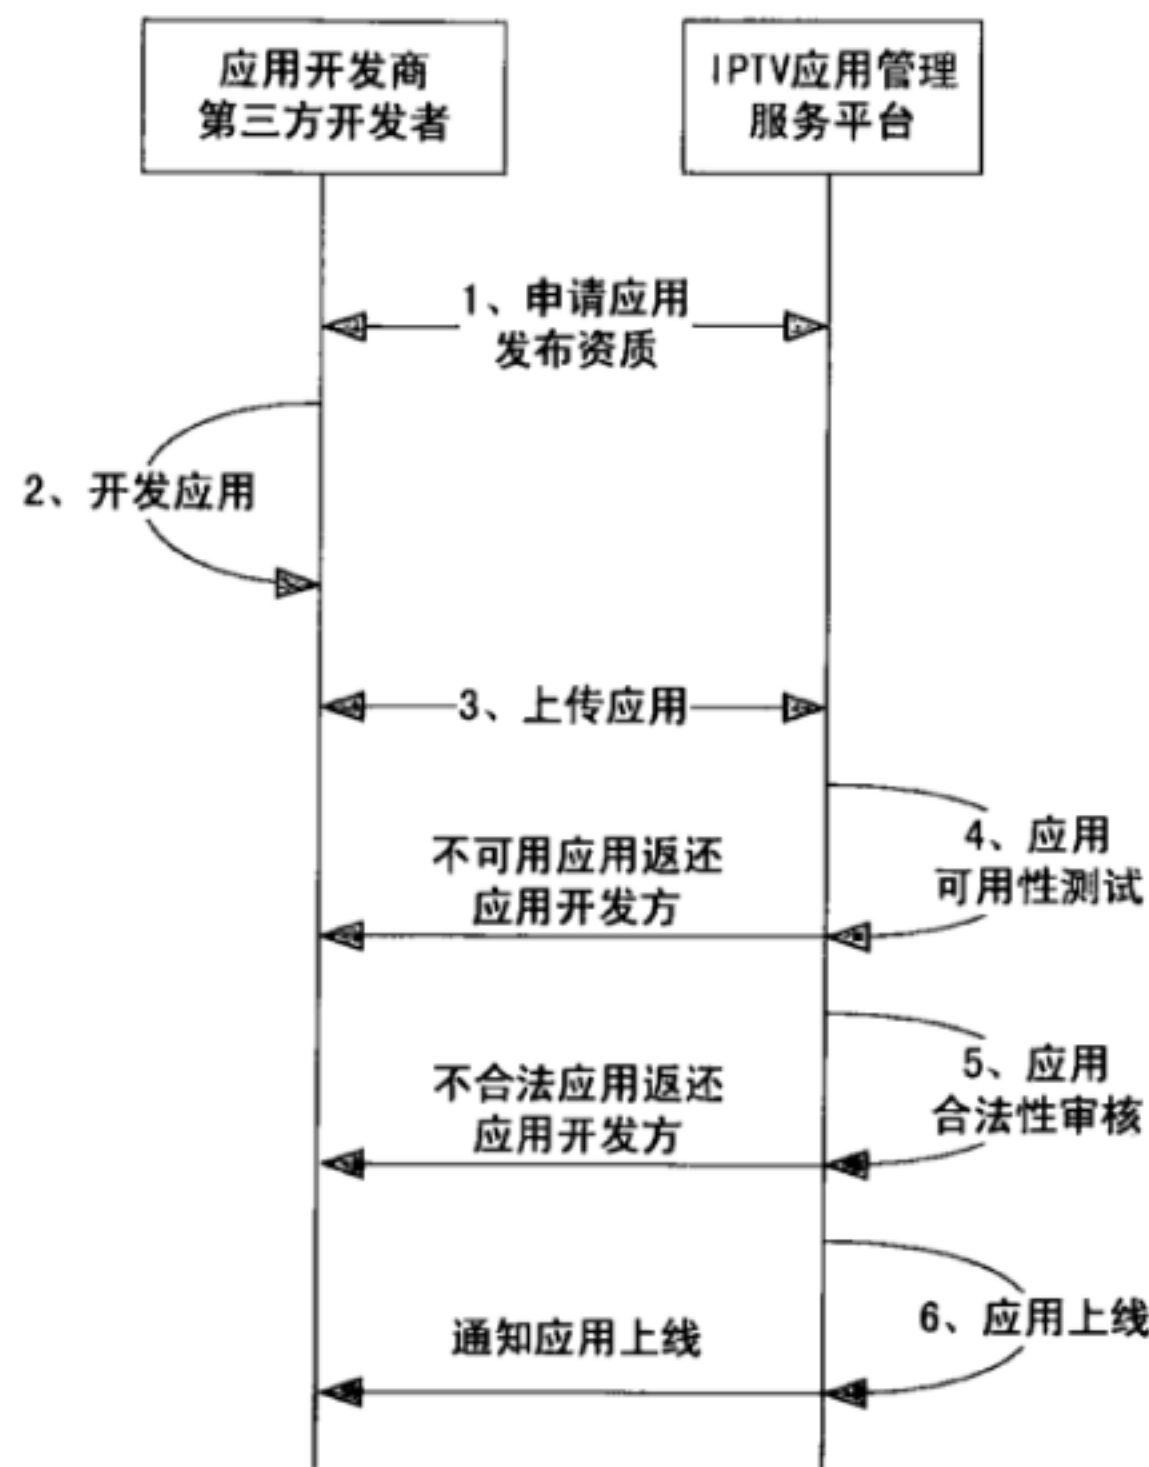 应用开发商
第三方开发者
IPTV应用管理
服务平台
1、申请应用
发布资质
2、开发应用
3、上传应用
4、应用
可用性测试
不可用应用返还
应用开发方
5、应用
合法性审核
不合法应用返还
应用开发方
6、应用上线
通知应用上线